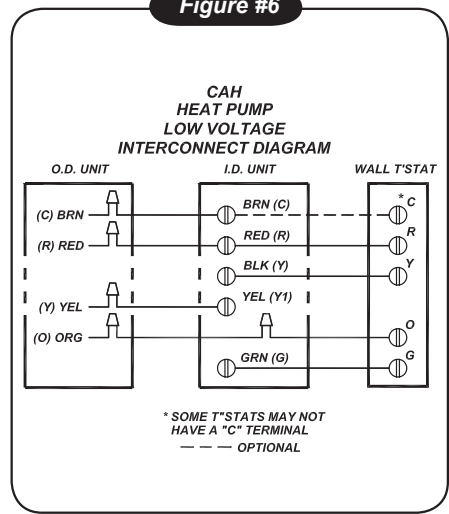 Figure #6
CAH
HEAT PUMP
LOW VOLTAGE
INTERCONNECT DIAGRAM
O.D. UNIT I.D. UNIT WALL T'STAT
(C) BRN BRN (C) * C
(R) RED RED (R) R
BLK (Y) Y
(Y) YEL YEL (Y1)
(O) ORG O
GRN (G) G
* SOME T"STATS MAY NOT
HAVE A "C" TERMINAL
OPTIONAL